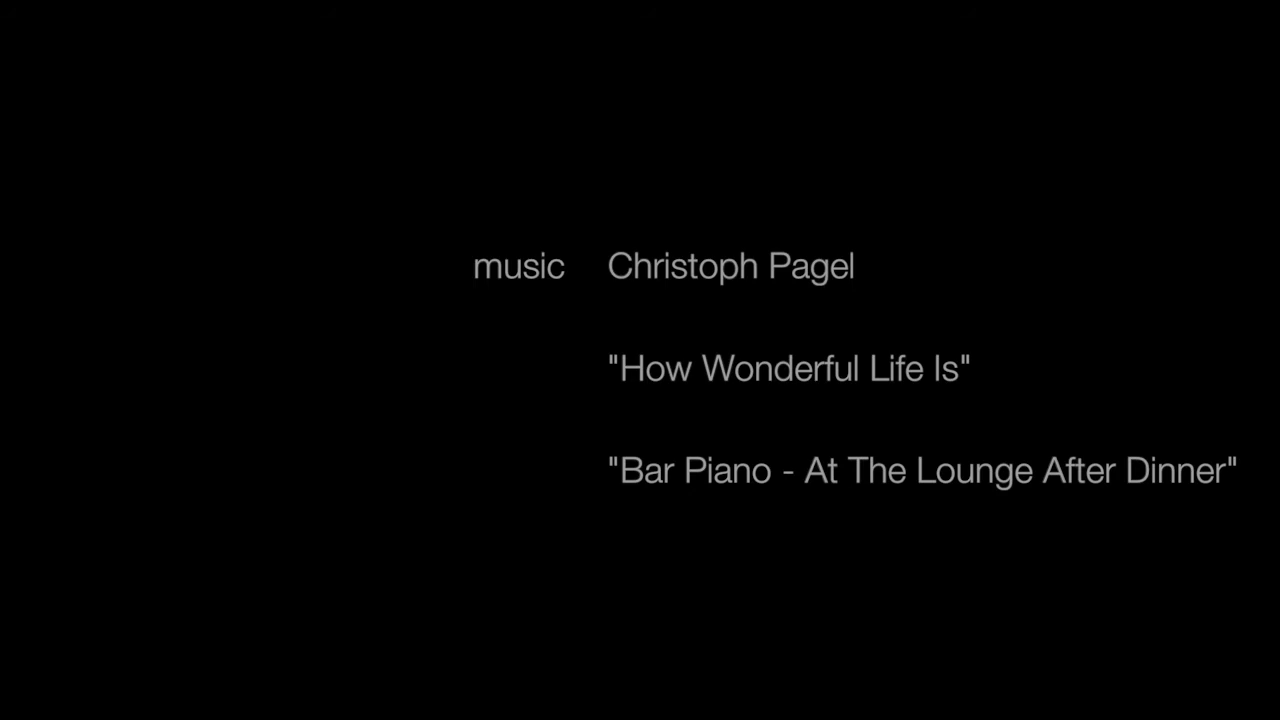 music Christoph Pagel
"How Wonderful Life Is"
"Bar Piano - At The Lounge After Dinner"